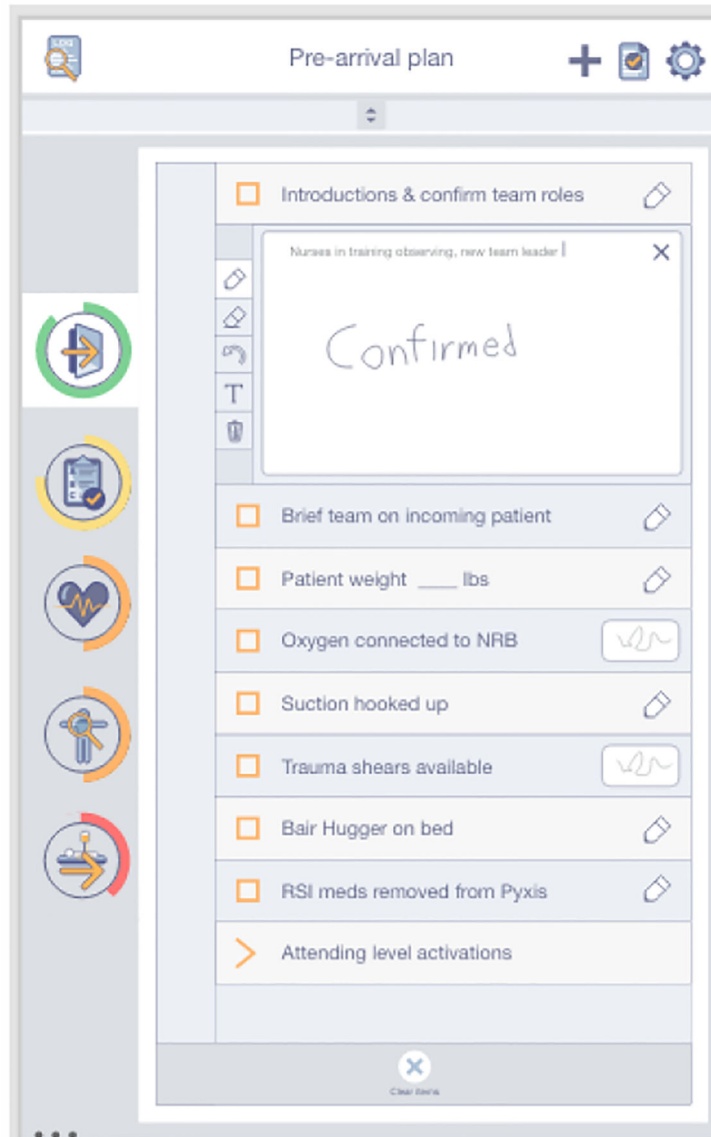 LOG
Pre-arrival plan
Introductions & confirm team roles
Nurses in training observing, new team leader
Confirmed
T
Brief team on incoming patient
Patient weight ____ lbs
Oxygen connected to NRB
Suction hooked up
Trauma shears available
Bair Hugger on bed
RSI meds removed from Pyxis
Attending level activations
Clear items